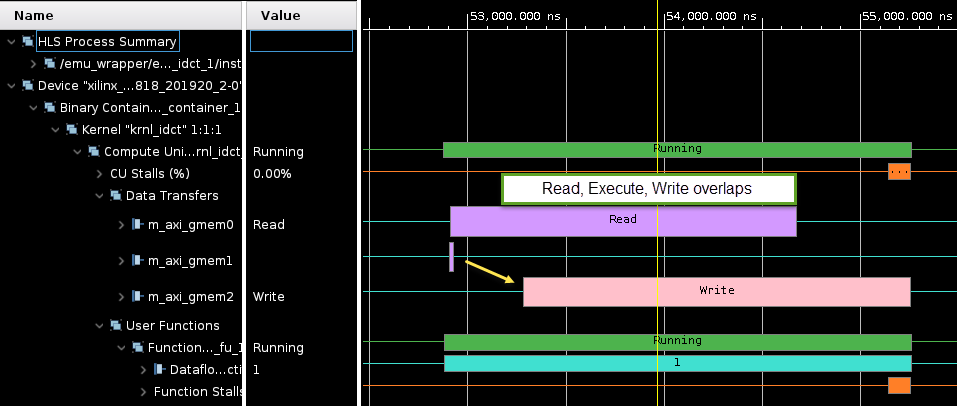 Name Value 53,000.000 ns 54,000.000 ns 55,000.000 ns
HLS Process Summary
/emu_wrapper/e..._idct_1/inst
Device "xilinx_...818_201920_2-0"
Binary Contain..._container_1
Kernel "krnl_idct" 1:1:1
Compute Uni...rnl_idct_ Running Running
CU Stalls (%) 0.00% ...
Data Transfers Read, Execute, Write overlaps
m_axi_gmem0 Read Read
m_axi_gmem1
m_axi_gmem2 Write Write
User Functions
Function..._fu_1 Running Running
Dataflo...cti 1 1
Function Stalls